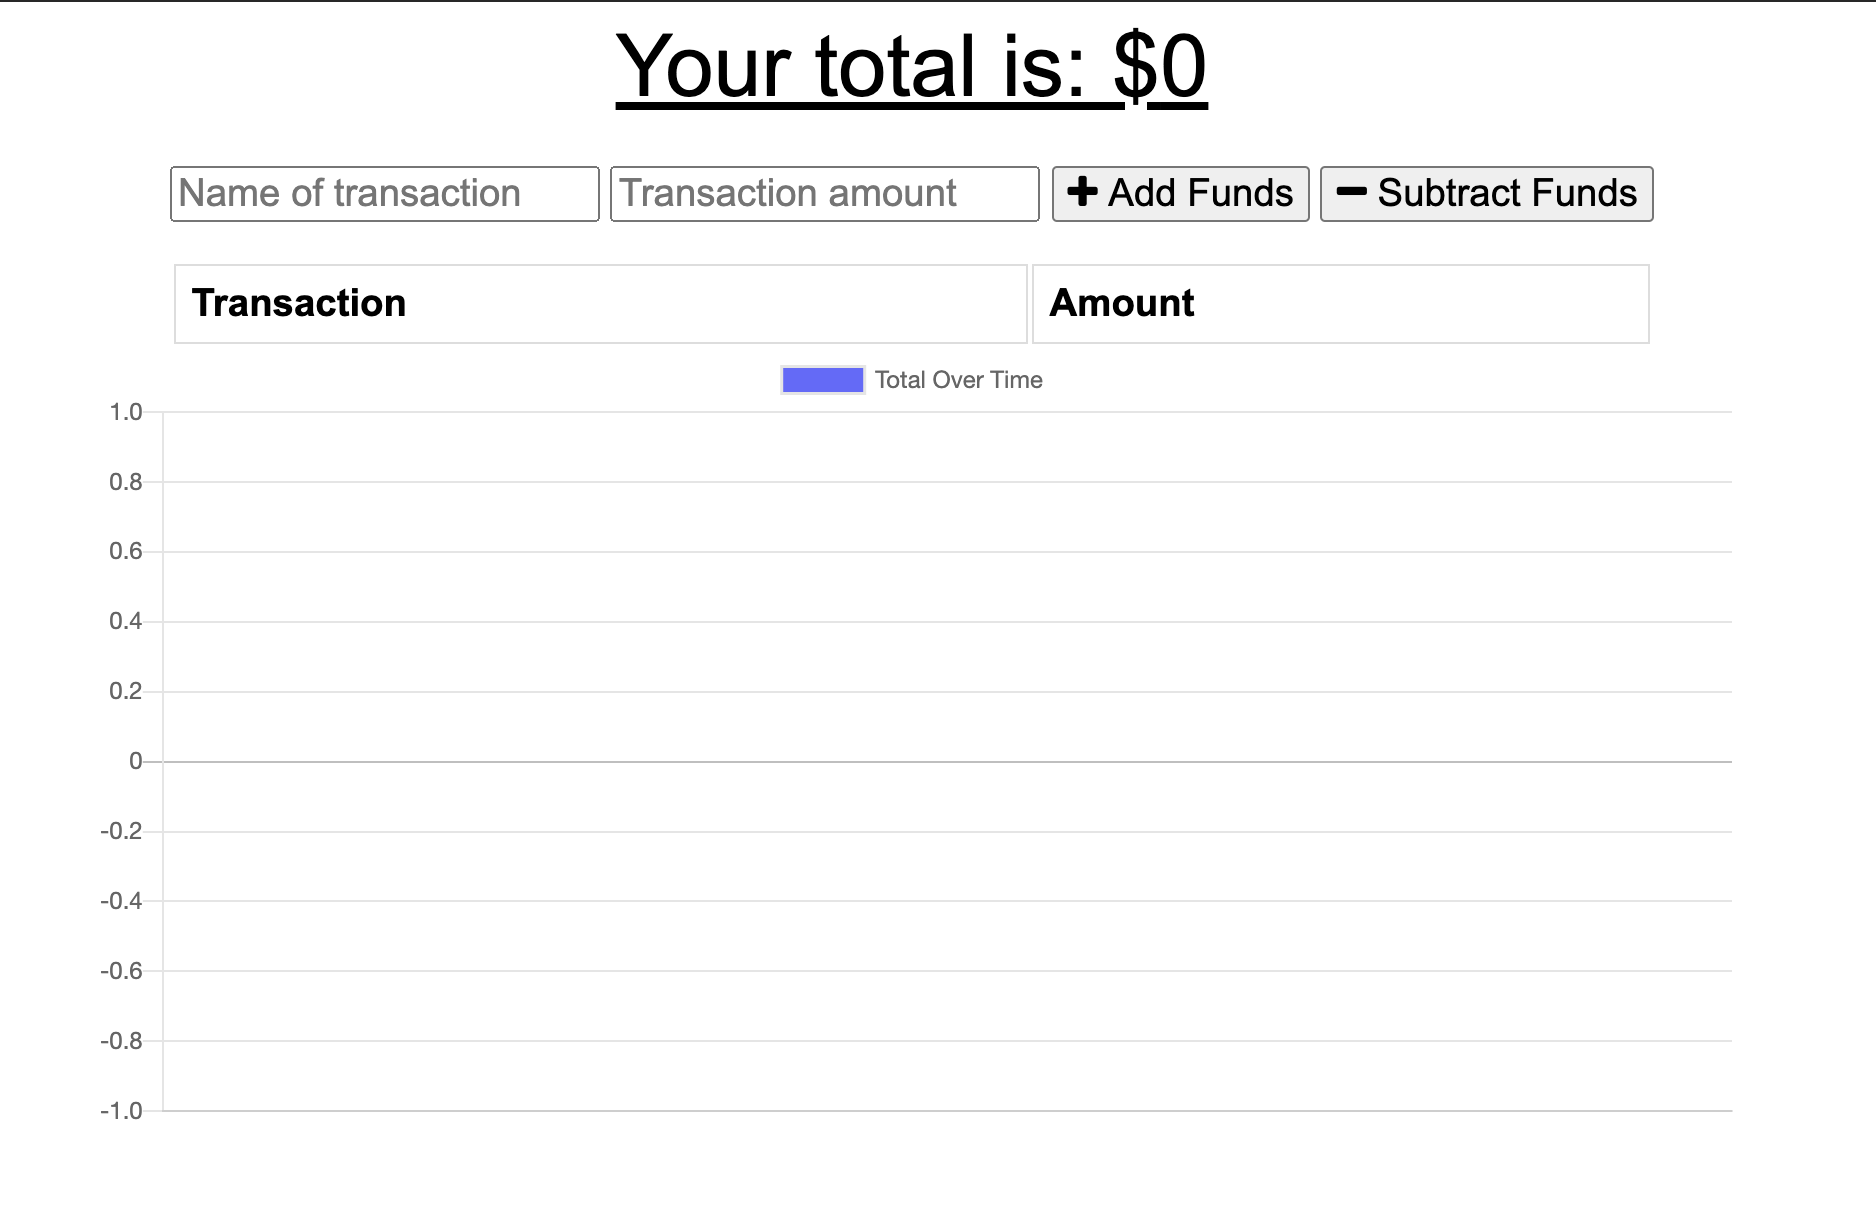 Your total is: $0
Name of transaction Transaction amount Add Funds Subtract Funds
Transaction Amount
Total Over Time
1.0
0.8
0.6
0.4
0.2
0
-0.2
-0.4
-0.6
-0.8
-1.0